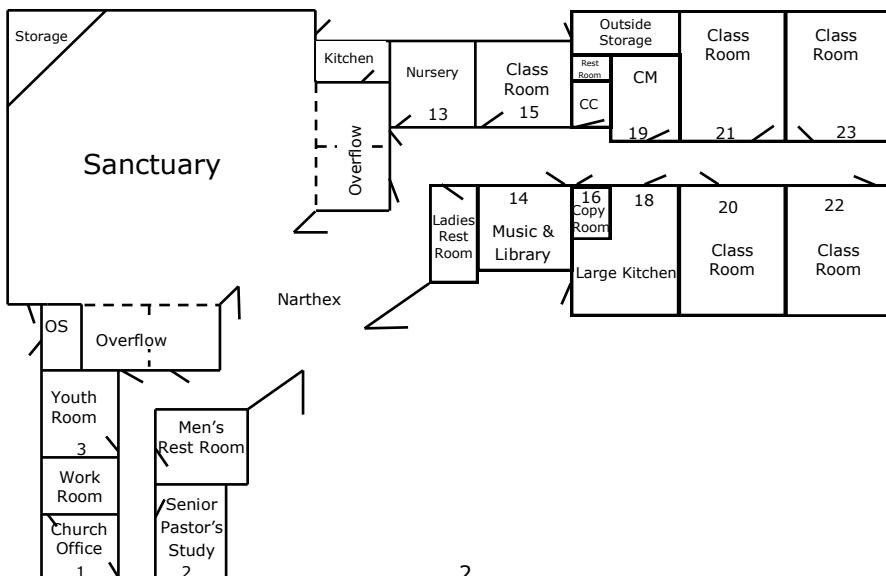 Storage
Sanctuary
Kitchen
Overflow
Nursery
13
Class
Room
15
Outside
Storage
Rest
Room
CC
CM
19
Class
Room
21
Class
Room
23
Ladies
Rest
Room
14
Music &
Library
16
Copy
Room
18
Large Kitchen
20
Class
Room
22
Class
Room
Narthex
OS
Overflow
Youth
Room
3
Work
Room
Church
Office
1
Men's
Rest Room
Senior
Pastor's
Study
2
2